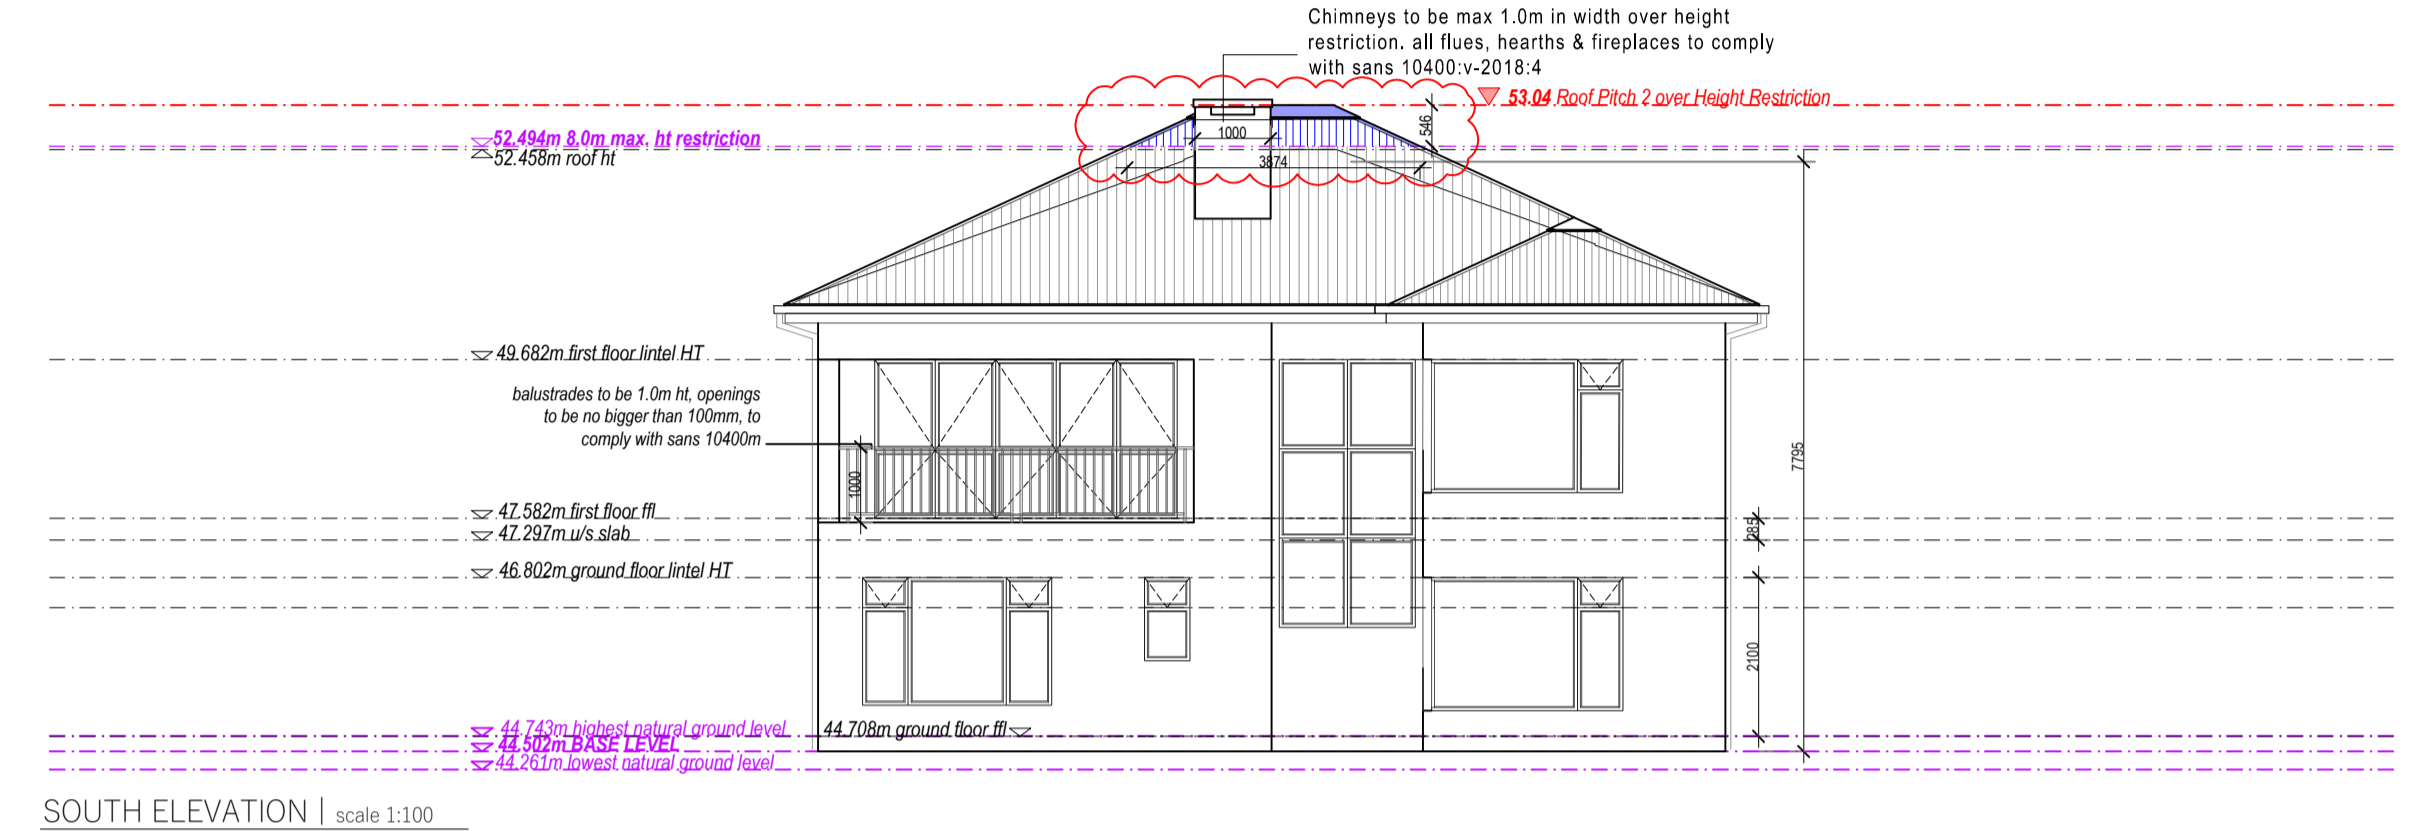 Chimneys to be max 1.0m in width over height
restriction. all flues, hearths & fireplaces to comply
with sans 10400:v-2018:4
53.04 Roof Pitch 2 over Height Restriction
52.494m 8.0m max. ht restriction
52.458m roof ht
1000
546
3874
49.682m first floor lintel HT
balustrades to be 1.0m ht, openings
to be no bigger than 100mm, to
comply with sans 10400m
1000
7795
47.582m first floor ffl
47.297m u/s slab
285
46.802m ground floor lintel HT
2100
44.743m highest natural ground level
44.708m ground floor ffl
44.502m BASE LEVEL
44.261m lowest natural ground level
SOUTH ELEVATION | scale 1:100